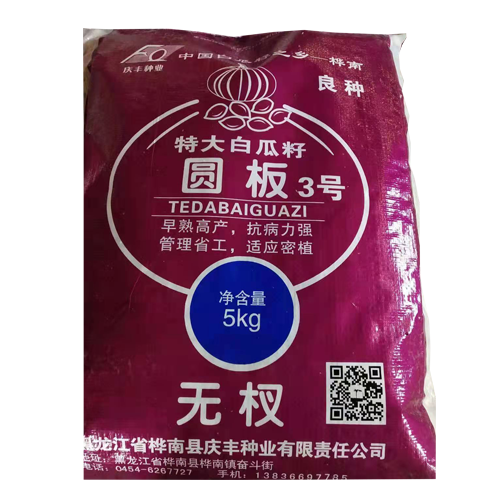 庆丰种业
中国白瓜籽之乡——桦南
良种
特大白瓜籽
圆板3号
TEDABAIGUAZI
早熟高产，抗病力强
管理省工，适应密植
净含量
5kg
无杈
黑龙江省桦南县庆丰种业有限责任公司
地址：黑龙江省桦南县桦南镇奋斗街
电话：0454-6267727 手机：13836697785